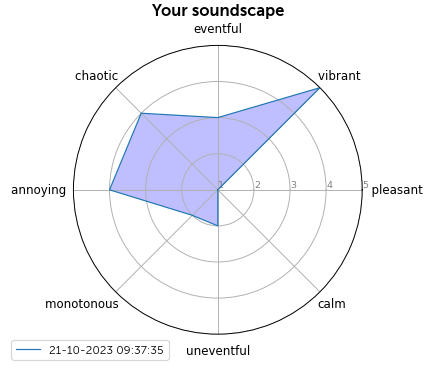 Your soundscape
eventful
chaotic
vibrant
annoying
1 2 3 4 5
pleasant
monotonous
calm
21-10-2023 09:37:35
uneventful